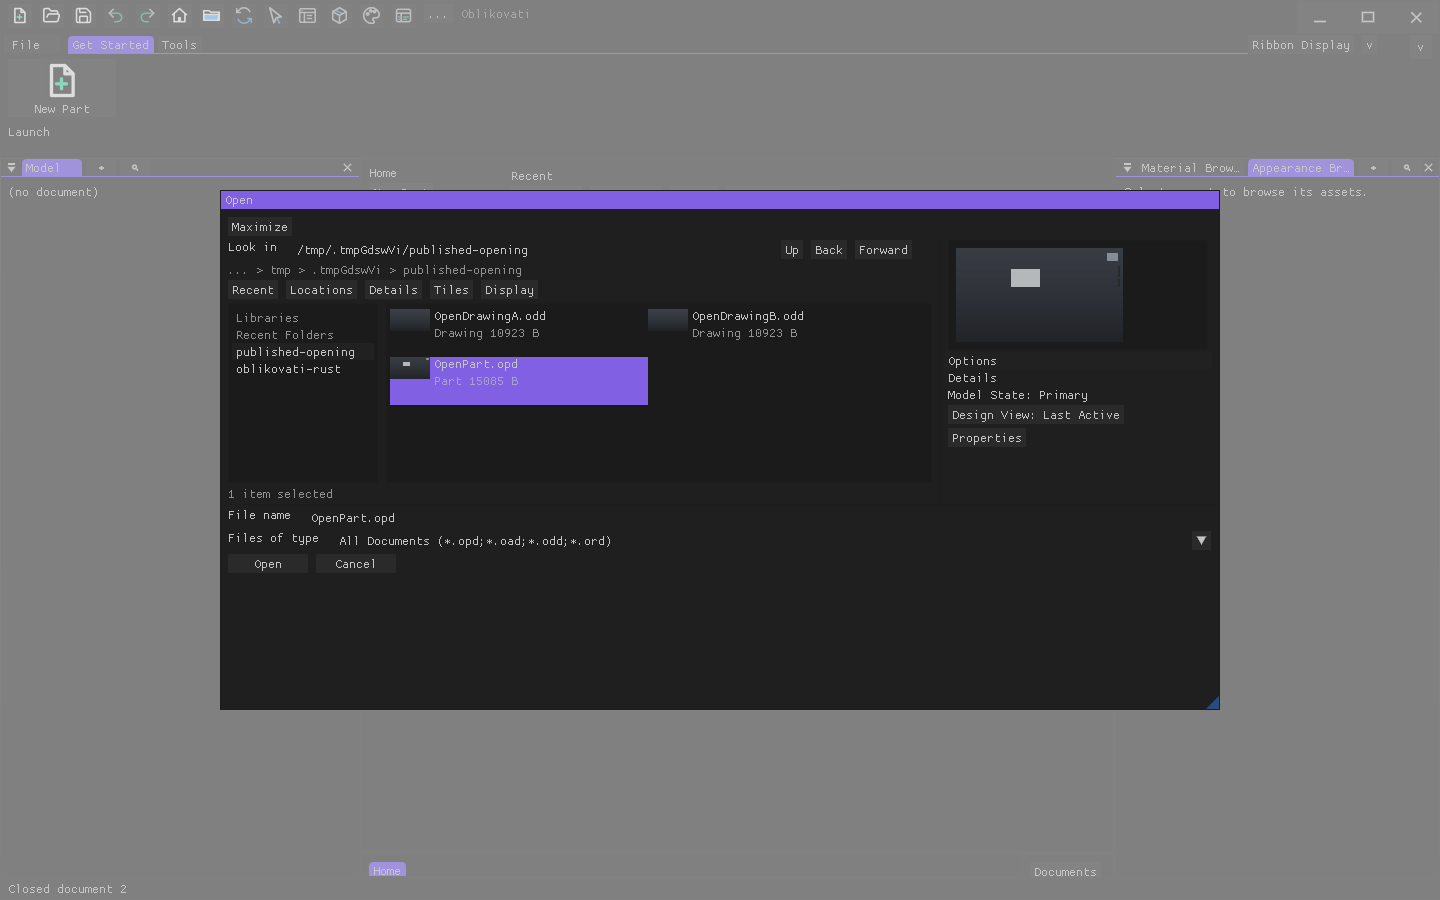 ... Oblikovati
File Get Started Tools Ribbon Display v v
New Part
Launch
Model
Home
Recent
Material Brow… Appearance Br…
(no document)
to browse its assets.
Open
Maximize
Look in /tmp/.tmpGdswVi/published-opening Up Back Forward
... > tmp > .tmpGdswVi > published-opening
Recent Locations Details Tiles Display
Libraries
Recent Folders
published-opening
oblikovati-rust
OpenDrawingA.odd
Drawing 10923 B
OpenDrawingB.odd
Drawing 10923 B
OpenPart.opd
Part 15085 B
Options
Details
Model State: Primary
Design View: Last Active
Properties
1 item selected
File name OpenPart.opd
Files of type All Documents (*.opd;*.oad;*.odd;*.ord)
Open Cancel
Home
Documents
Closed document 2